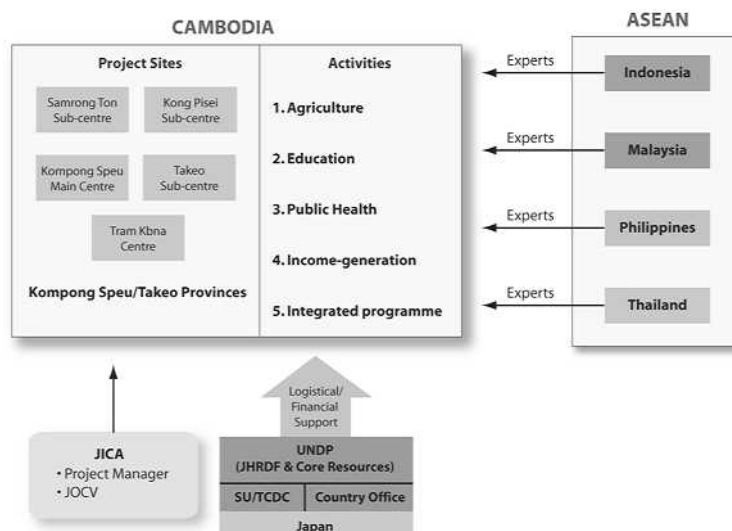 CAMBODIA
Project Sites
Samrong Ton
Sub-centre
Kong Pisei
Sub-centre
Kompong Speu
Main Centre
Takeo
Sub-centre
Tram Kbna
Centre
Kompong Speu/Takeo Provinces
Activities
1. Agriculture
2. Education
3. Public Health
4. Income-generation
5. Integrated programme
Experts
Experts
Experts
Experts
ASEAN
Indonesia
Malaysia
Philippines
Thailand
JICA
• Project Manager
• JOCV
Logistical/
Financial
Support
UNDP
(JHRDF & Core Resources)
SU/TCDC
Country Office
Japan